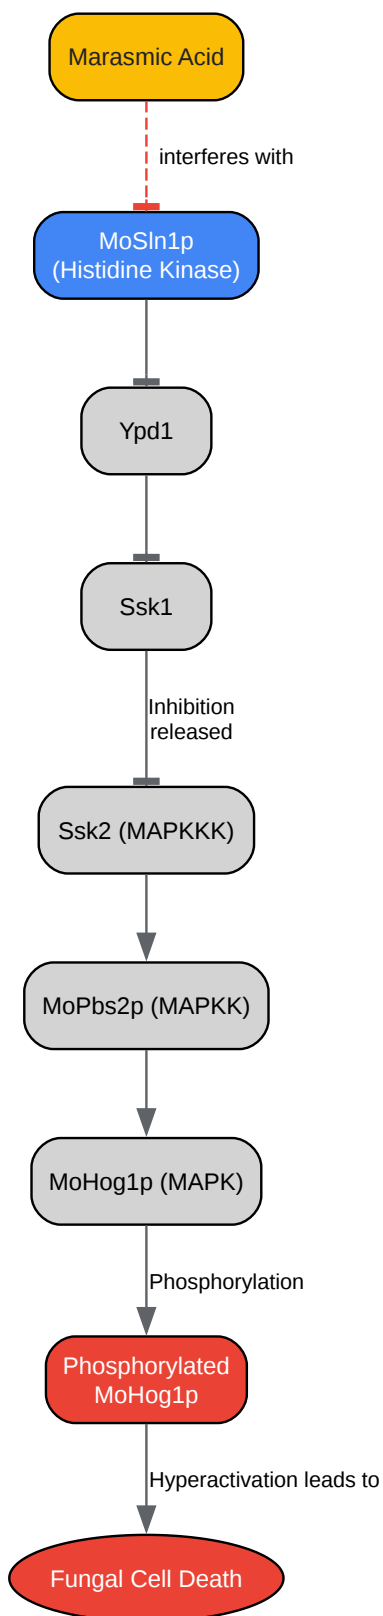 Marasmic Acid
interferes with
MoSln1p
(Histidine Kinase)
Ypd1
Ssk1
Inhibition
released
Ssk2 (MAPKKK)
MoPbs2p (MAPKK)
MoHog1p (MAPK)
Phosphorylation
Phosphorylated
MoHog1p
Hyperactivation leads to
Fungal Cell Death